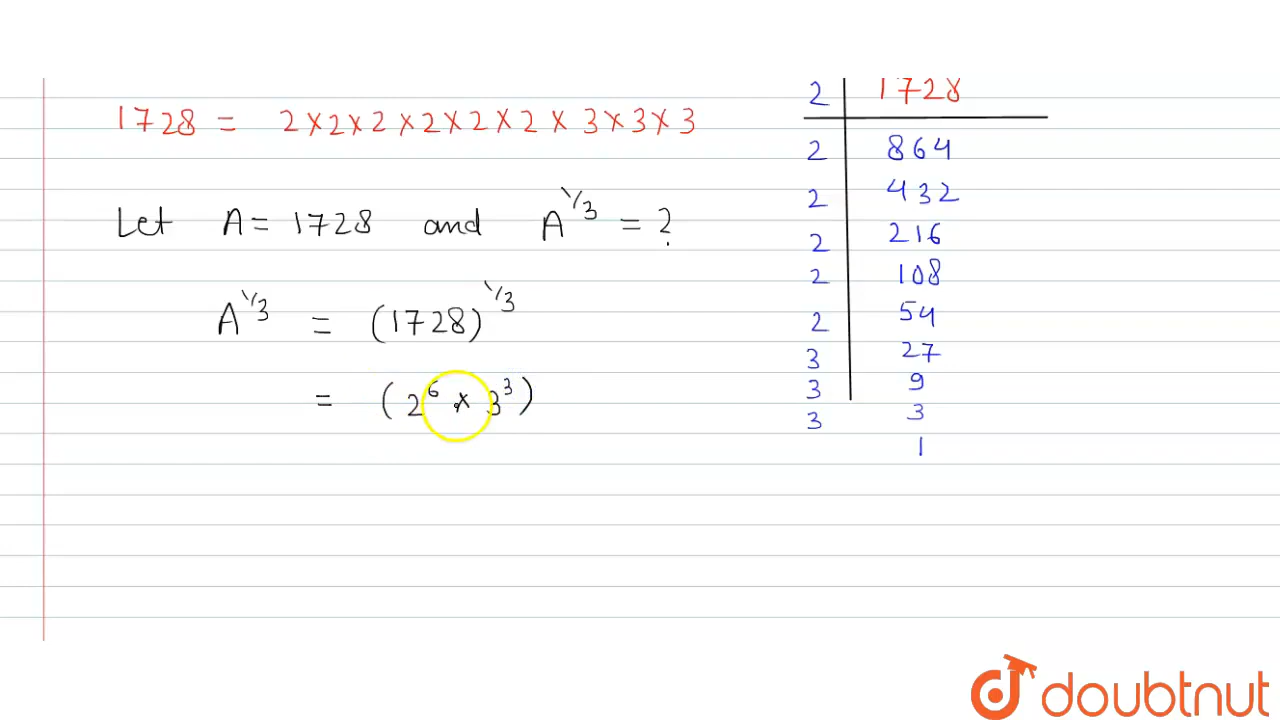 1728 = 2×2×2×2×2×2×3×3×3
Let A = 1728 and A^1/3 = ?
A^1/3 = (1728)^1/3
= (2^6 × 3^3)
2 | 1728
2 | 864
2 | 432
2 | 216
2 | 108
2 | 54
3 | 27
3 | 9
3 | 3
1
doubtnut